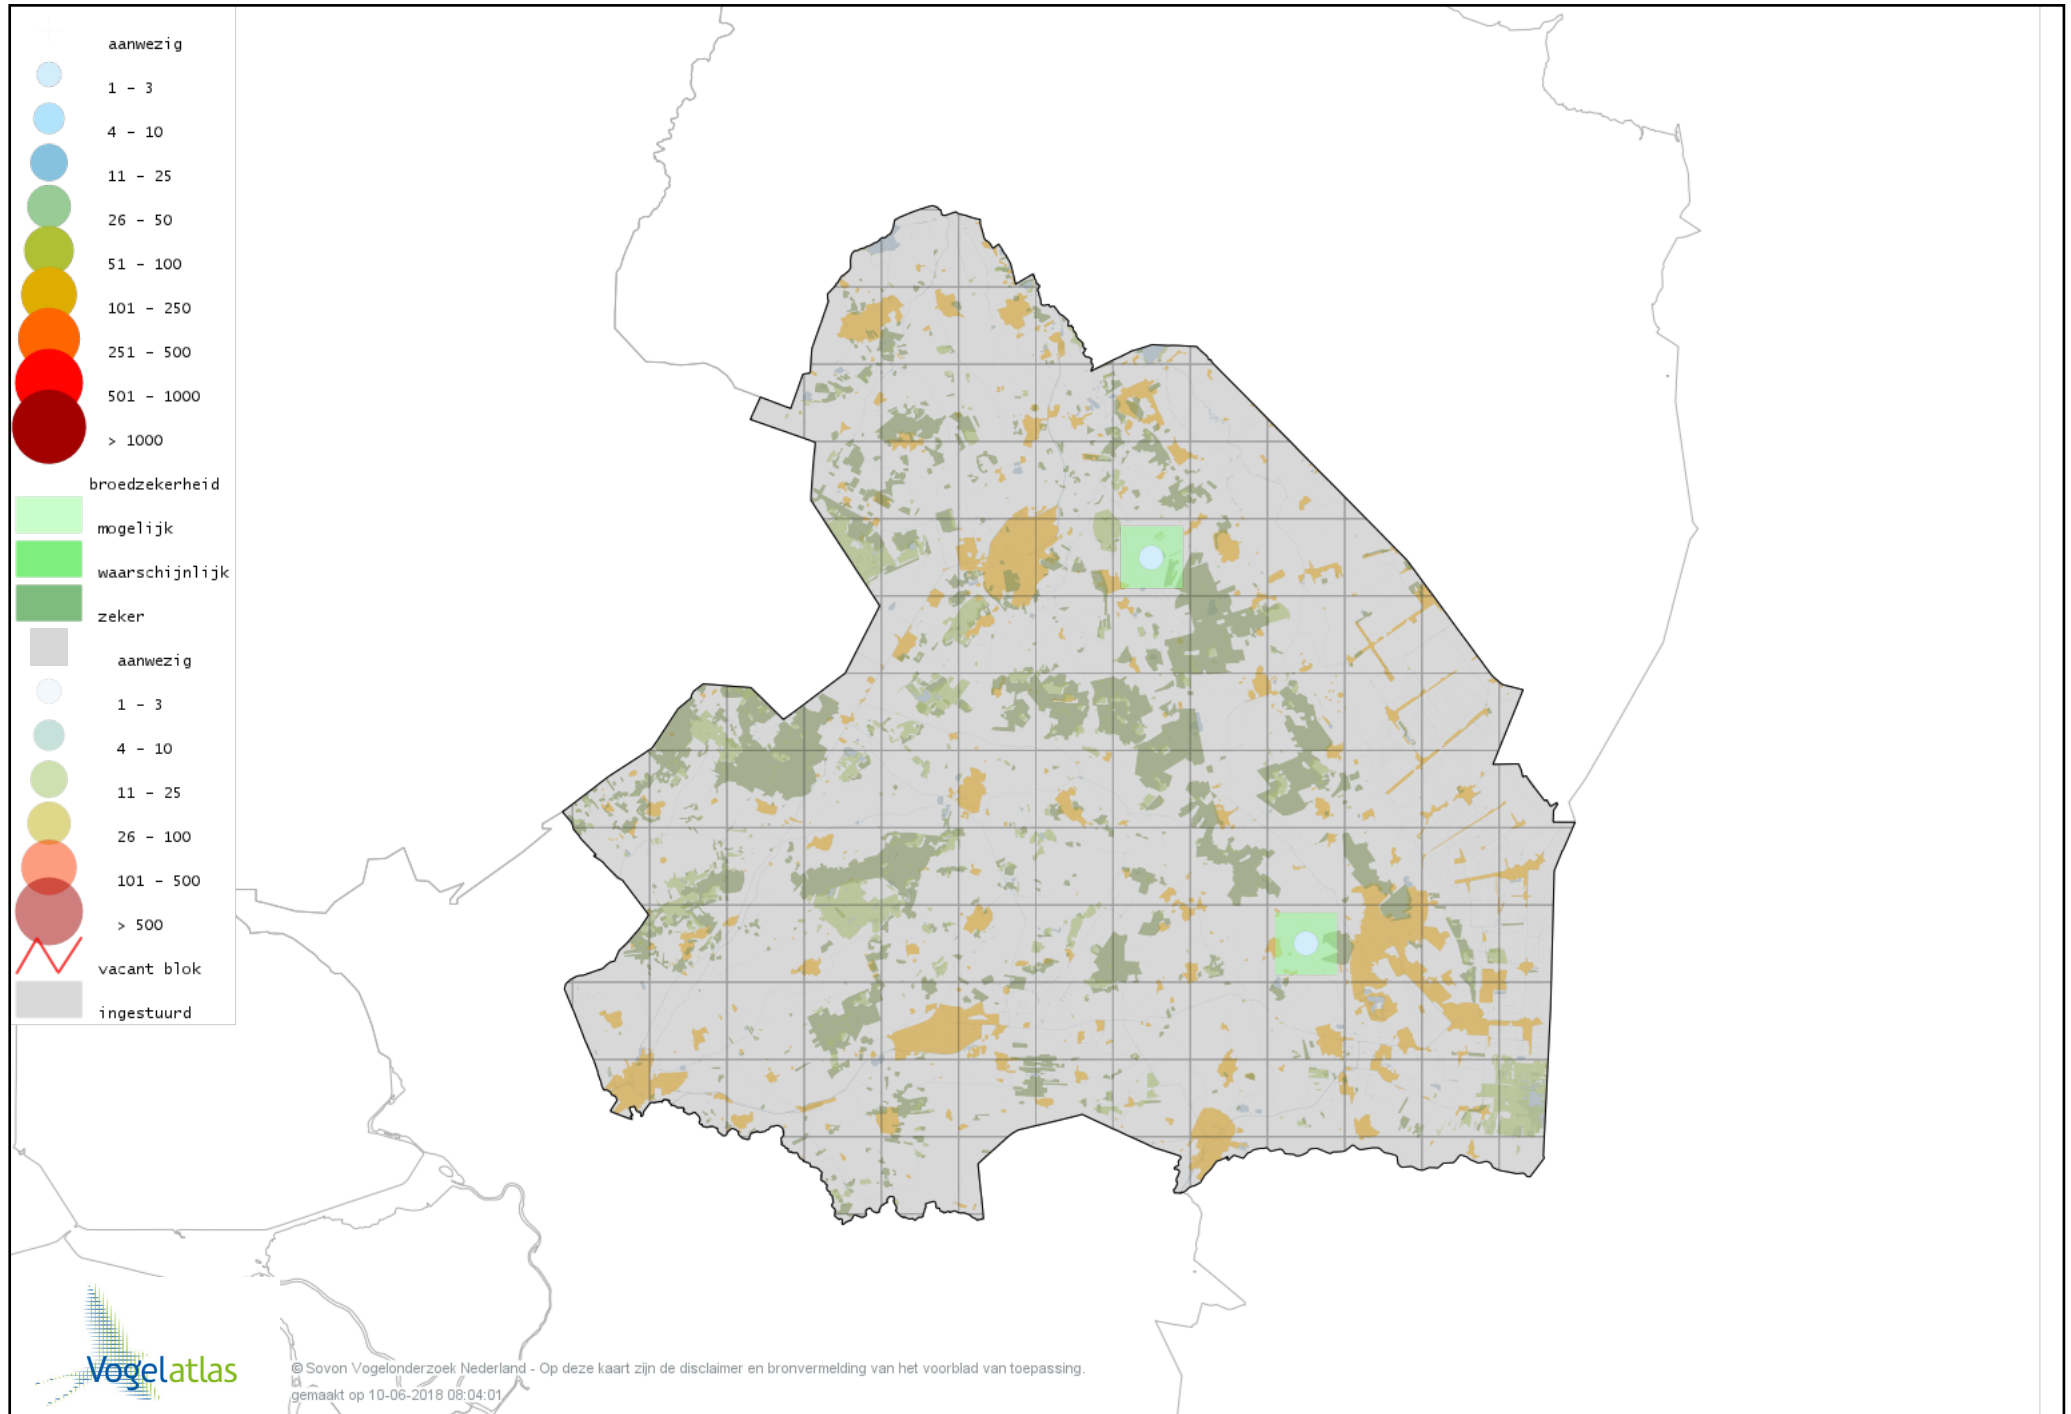 aanwezig
1 – 3
4 – 10
11 – 25
26 – 50
51 – 100
101 – 250
251 – 500
501 – 1000
> 1000
broedzekerheid
mogelijk
waarschijnlijk
zeker
aanwezig
1 – 3
4 – 10
11 – 25
26 – 100
101 – 500
> 500
vacant blok
ingestuurd
Vogelatlas
© Sovon Vogelonderzoek Nederland - Op deze kaart zijn de disclaimer en bronvermelding van het voorblad van toepassing.
gemaakt op 10-06-2018 08:04:01